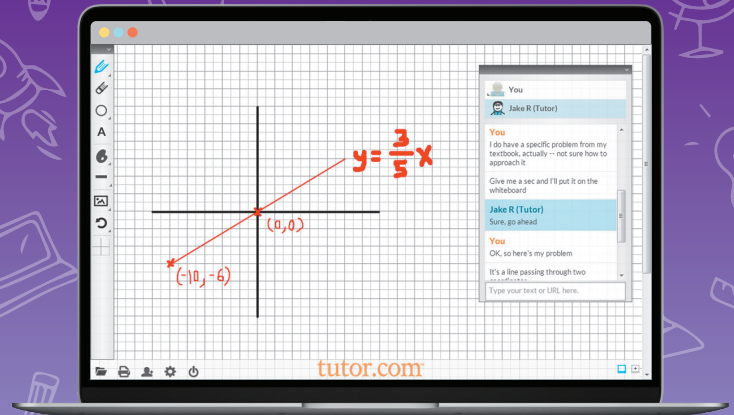 You
Jake R (Tutor)
You
I do have a specific problem from my
textbook, actually -- not sure how to
approach it
Give me a sec and I'll put it on the
whiteboard
Jake R (Tutor)
Sure, go ahead
You
OK, so here's my problem
It's a line passing through two
coordinates
Type your text or URL here.
A
y = 3/5 x
(0,0)
(-10,-6)
tutor.com